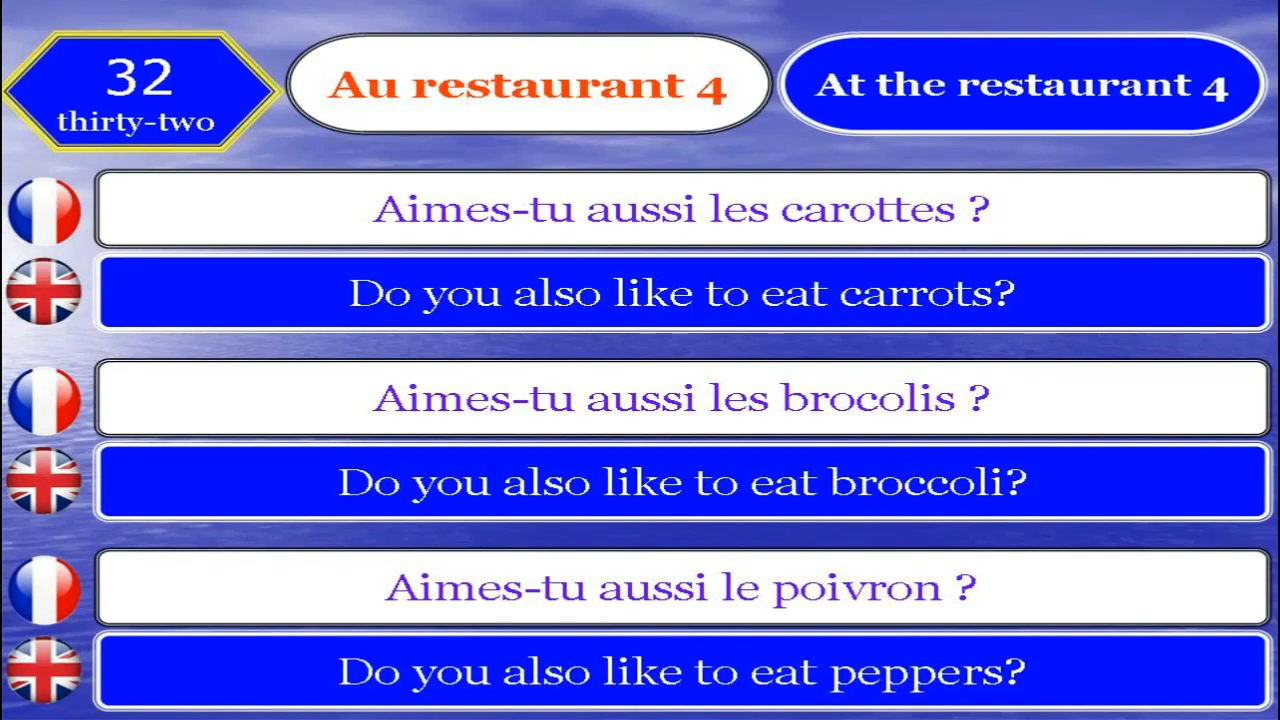 32
thirty-two
Au restaurant 4
At the restaurant 4
Aimes-tu aussi les carottes ?
Do you also like to eat carrots?
Aimes-tu aussi les brocolis ?
Do you also like to eat broccoli?
Aimes-tu aussi le poivron ?
Do you also like to eat peppers?